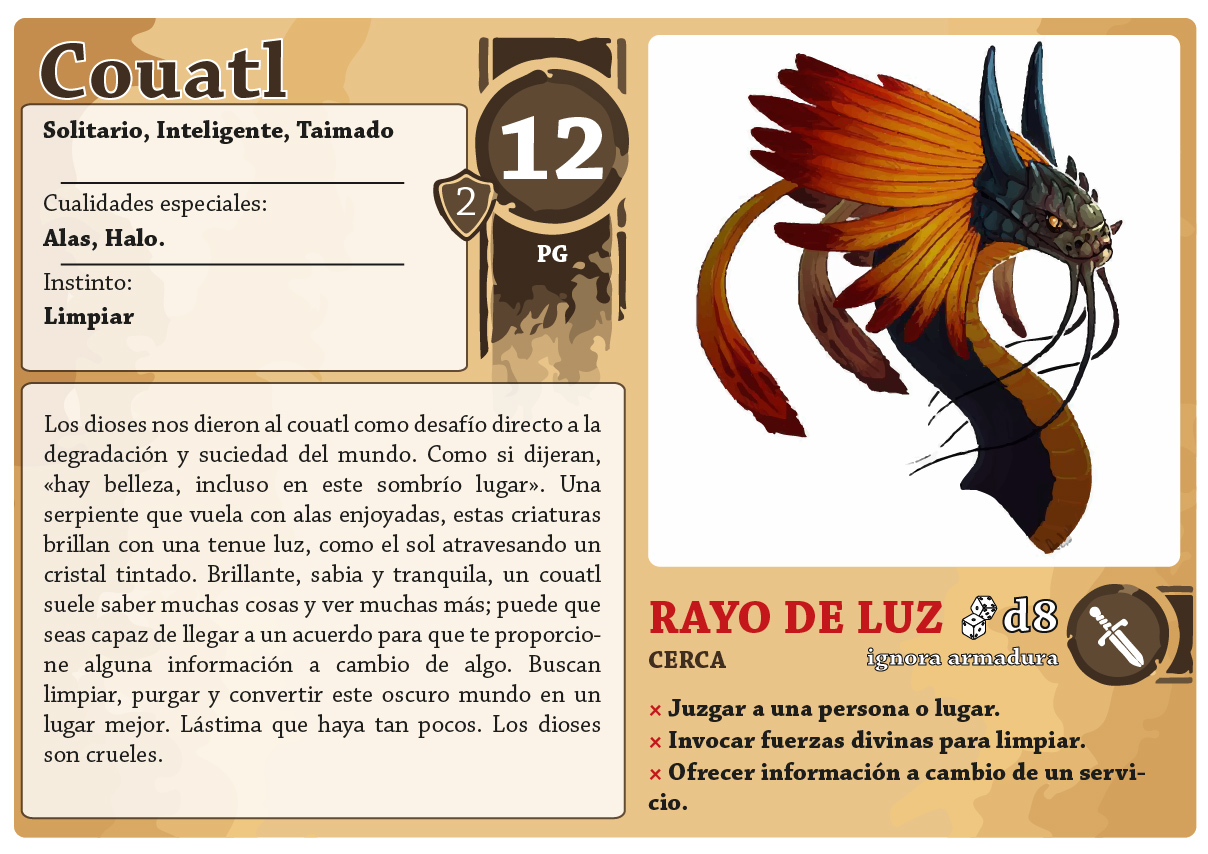 Couatl
Solitario, Inteligente, Taimado
Cualidades especiales:
Alas, Halo.
Instinto:
Limpiar
2
12
PG
Los dioses nos dieron al couatl como desafío directo a la
degradación y suciedad del mundo. Como si dijeran,
«hay belleza, incluso en este sombrío lugar». Una
serpiente que vuela con alas enjoyadas, estas criaturas
brillan con una tenue luz, como el sol atravesando un
cristal tintado. Brillante, sabia y tranquila, un couatl
suele saber muchas cosas y ver muchas más; puede que
seas capaz de llegar a un acuerdo para que te proporcio-
ne alguna información a cambio de algo. Buscan
limpiar, purgar y convertir este oscuro mundo en un
lugar mejor. Lástima que haya tan pocos. Los dioses
son crueles.
RAYO DE LUZ d8
CERCA ignora armadura
× Juzgar a una persona o lugar.
× Invocar fuerzas divinas para limpiar.
× Ofrecer información a cambio de un servi-
cio.